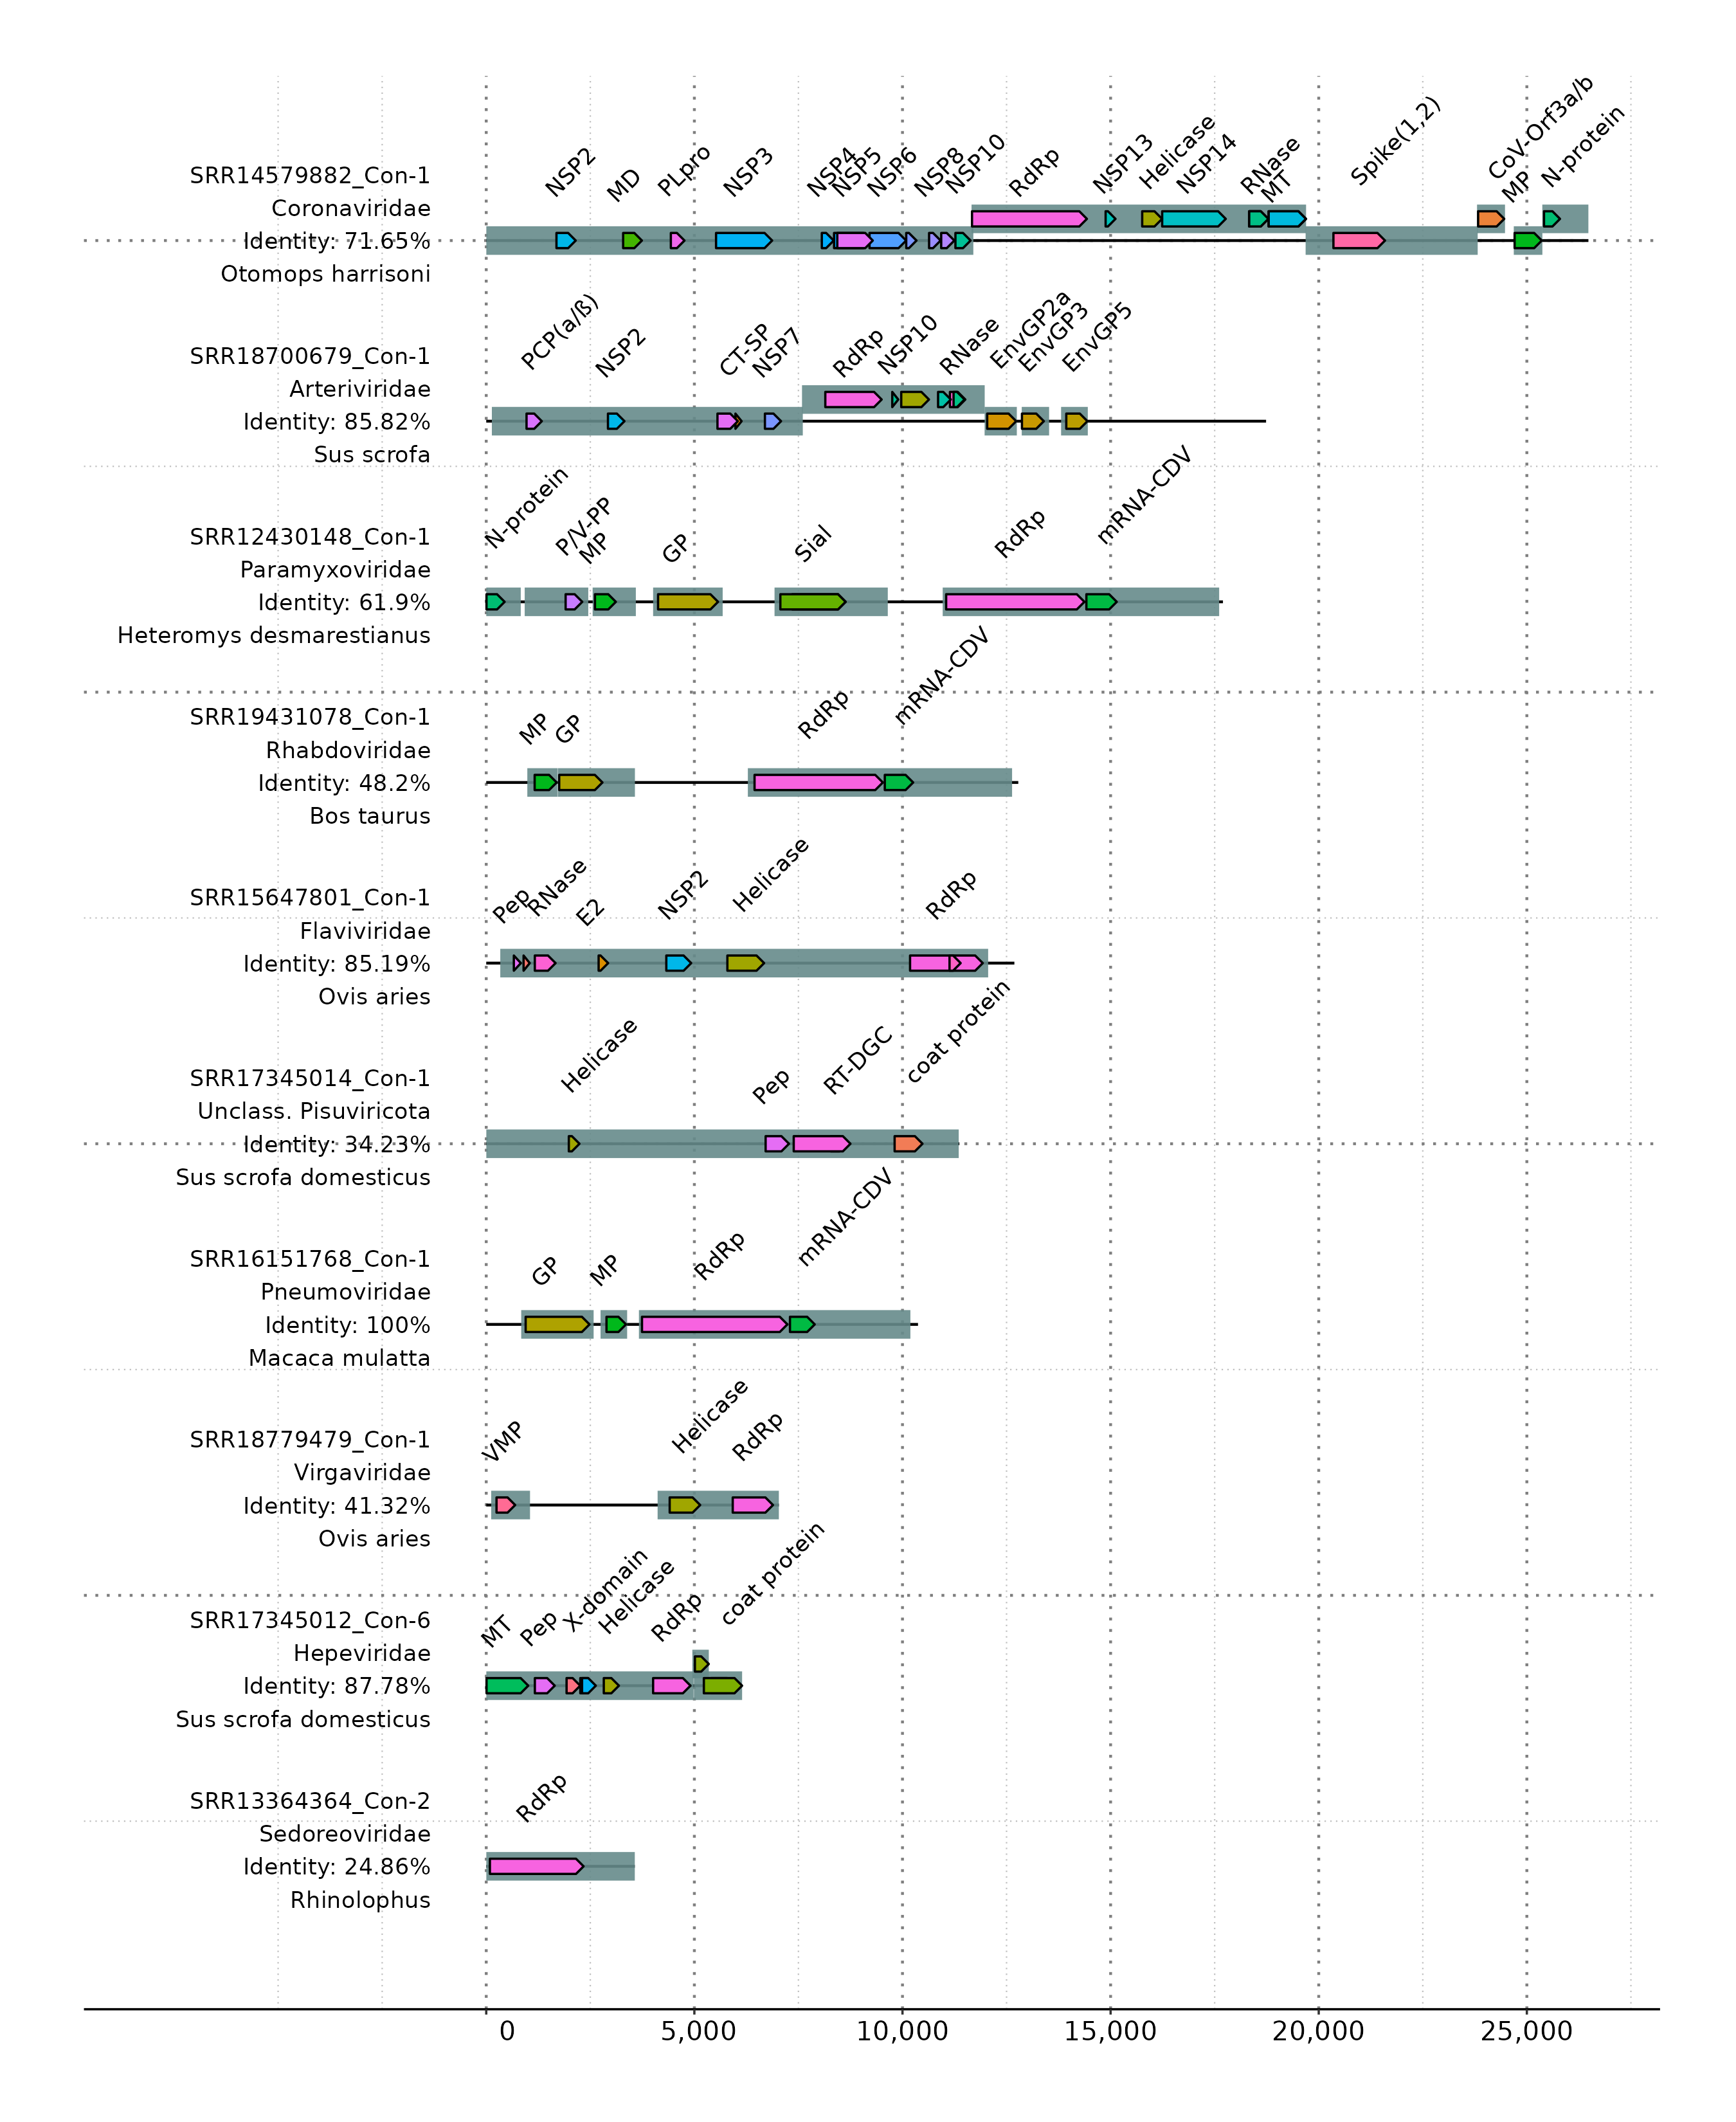 NSP2 MD PLpro NSP3 NSP4 NSP5 NSP6 NSP8 NSP10 RdRp NSP13 Helicase NSP14 RNase MT Spike(1,2) CoV-Orf3a/b MP N-protein
SRR14579882_Con-1
Coronaviridae
Identity: 71.65%
Otomops harrisoni
PCP(a/ß) NSP2 CT-SP NSP7 RdRp NSP10 RNase EnvGP2a EnvGP3 EnvGP5
SRR18700679_Con-1
Arteriviridae
Identity: 85.82%
Sus scrofa
N-protein P/V-PP MP GP Sial RdRp mRNA-CDV
SRR12430148_Con-1
Paramyxoviridae
Identity: 61.9%
Heteromys desmarestianus
MP GP RdRp mRNA-CDV
SRR19431078_Con-1
Rhabdoviridae
Identity: 48.2%
Bos taurus
Pep RNase E2 NSP2 Helicase RdRp
SRR15647801_Con-1
Flaviviridae
Identity: 85.19%
Ovis aries
Helicase Pep RT-DGC coat protein
SRR17345014_Con-1
Unclass. Pisuviricota
Identity: 34.23%
Sus scrofa domesticus
GP MP RdRp mRNA-CDV
SRR16151768_Con-1
Pneumoviridae
Identity: 100%
Macaca mulatta
VMP Helicase RdRp
SRR18779479_Con-1
Virgaviridae
Identity: 41.32%
Ovis aries
MT Pep X-domain Helicase RdRp coat protein
SRR17345012_Con-6
Hepeviridae
Identity: 87.78%
Sus scrofa domesticus
RdRp
SRR13364364_Con-2
Sedoreoviridae
Identity: 24.86%
Rhinolophus
0 5,000 10,000 15,000 20,000 25,000